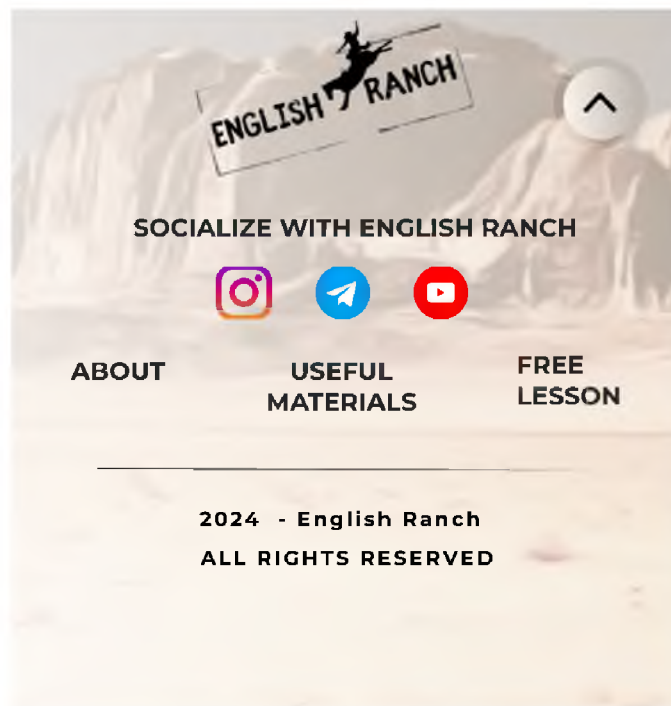 ENGLISH RANCH
SOCIALIZE WITH ENGLISH RANCH
ABOUT
USEFUL
MATERIALS
FREE
LESSON
2024 - English Ranch
ALL RIGHTS RESERVED